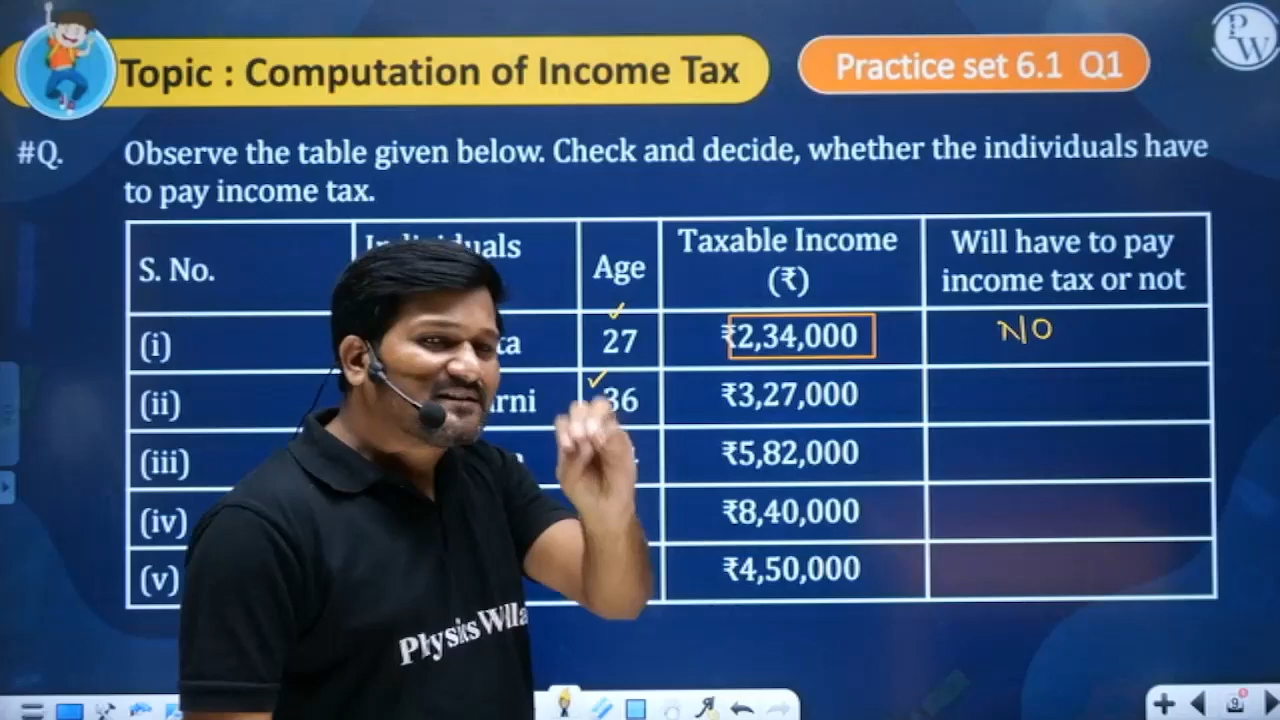 Topic : Computation of Income Tax
Practice set 6.1 Q1
PW
#Q. Observe the table given below. Check and decide, whether the individuals have
to pay income tax.
S. No. Age Taxable Income (₹) Will have to pay income tax or not
(i) 27 ₹2,34,000 NO
(ii) 36 ₹3,27,000
(iii) ₹5,82,000
(iv) ₹8,40,000
(v) ₹4,50,000